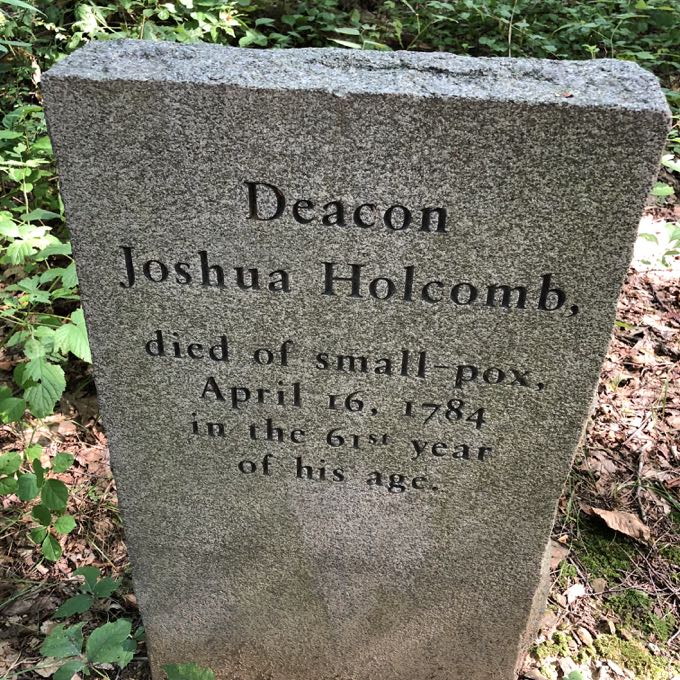 Deacon
Joshua Holcomb,
died of small-pox,
April 16, 1784
in the 61st year
of his age.